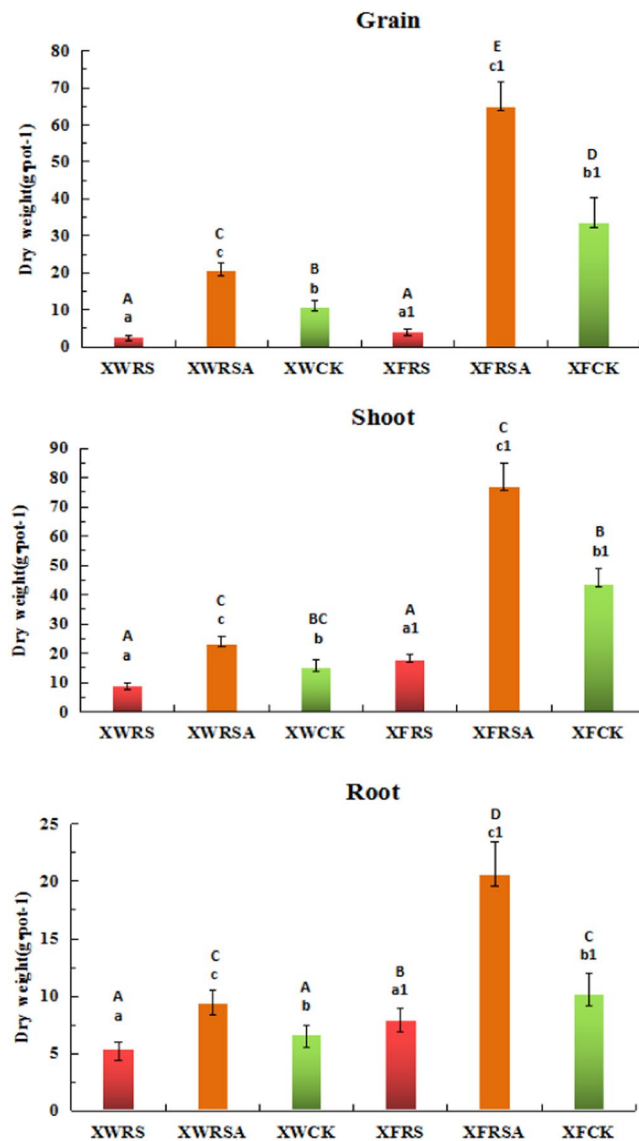 Grain
Dry weight(g•pot-1)
80
70
60
50
40
30
20
10
0
A
a
C
c
B
b
A
a1
E
c1
D
b1
XWRS XWRSA XWCK XFRS XFRSA XFCK
Shoot
Dry weight(g•pot-1)
90
80
70
60
50
40
30
20
10
0
A
a
C
c
BC
b
A
a1
C
c1
B
b1
XWRS XWRSA XWCK XFRS XFRSA XFCK
Root
Dry weight(g•pot-1)
25
20
15
10
5
0
A
a
C
c
A
b
B
a1
D
c1
C
b1
XWRS XWRSA XWCK XFRS XFRSA XFCK